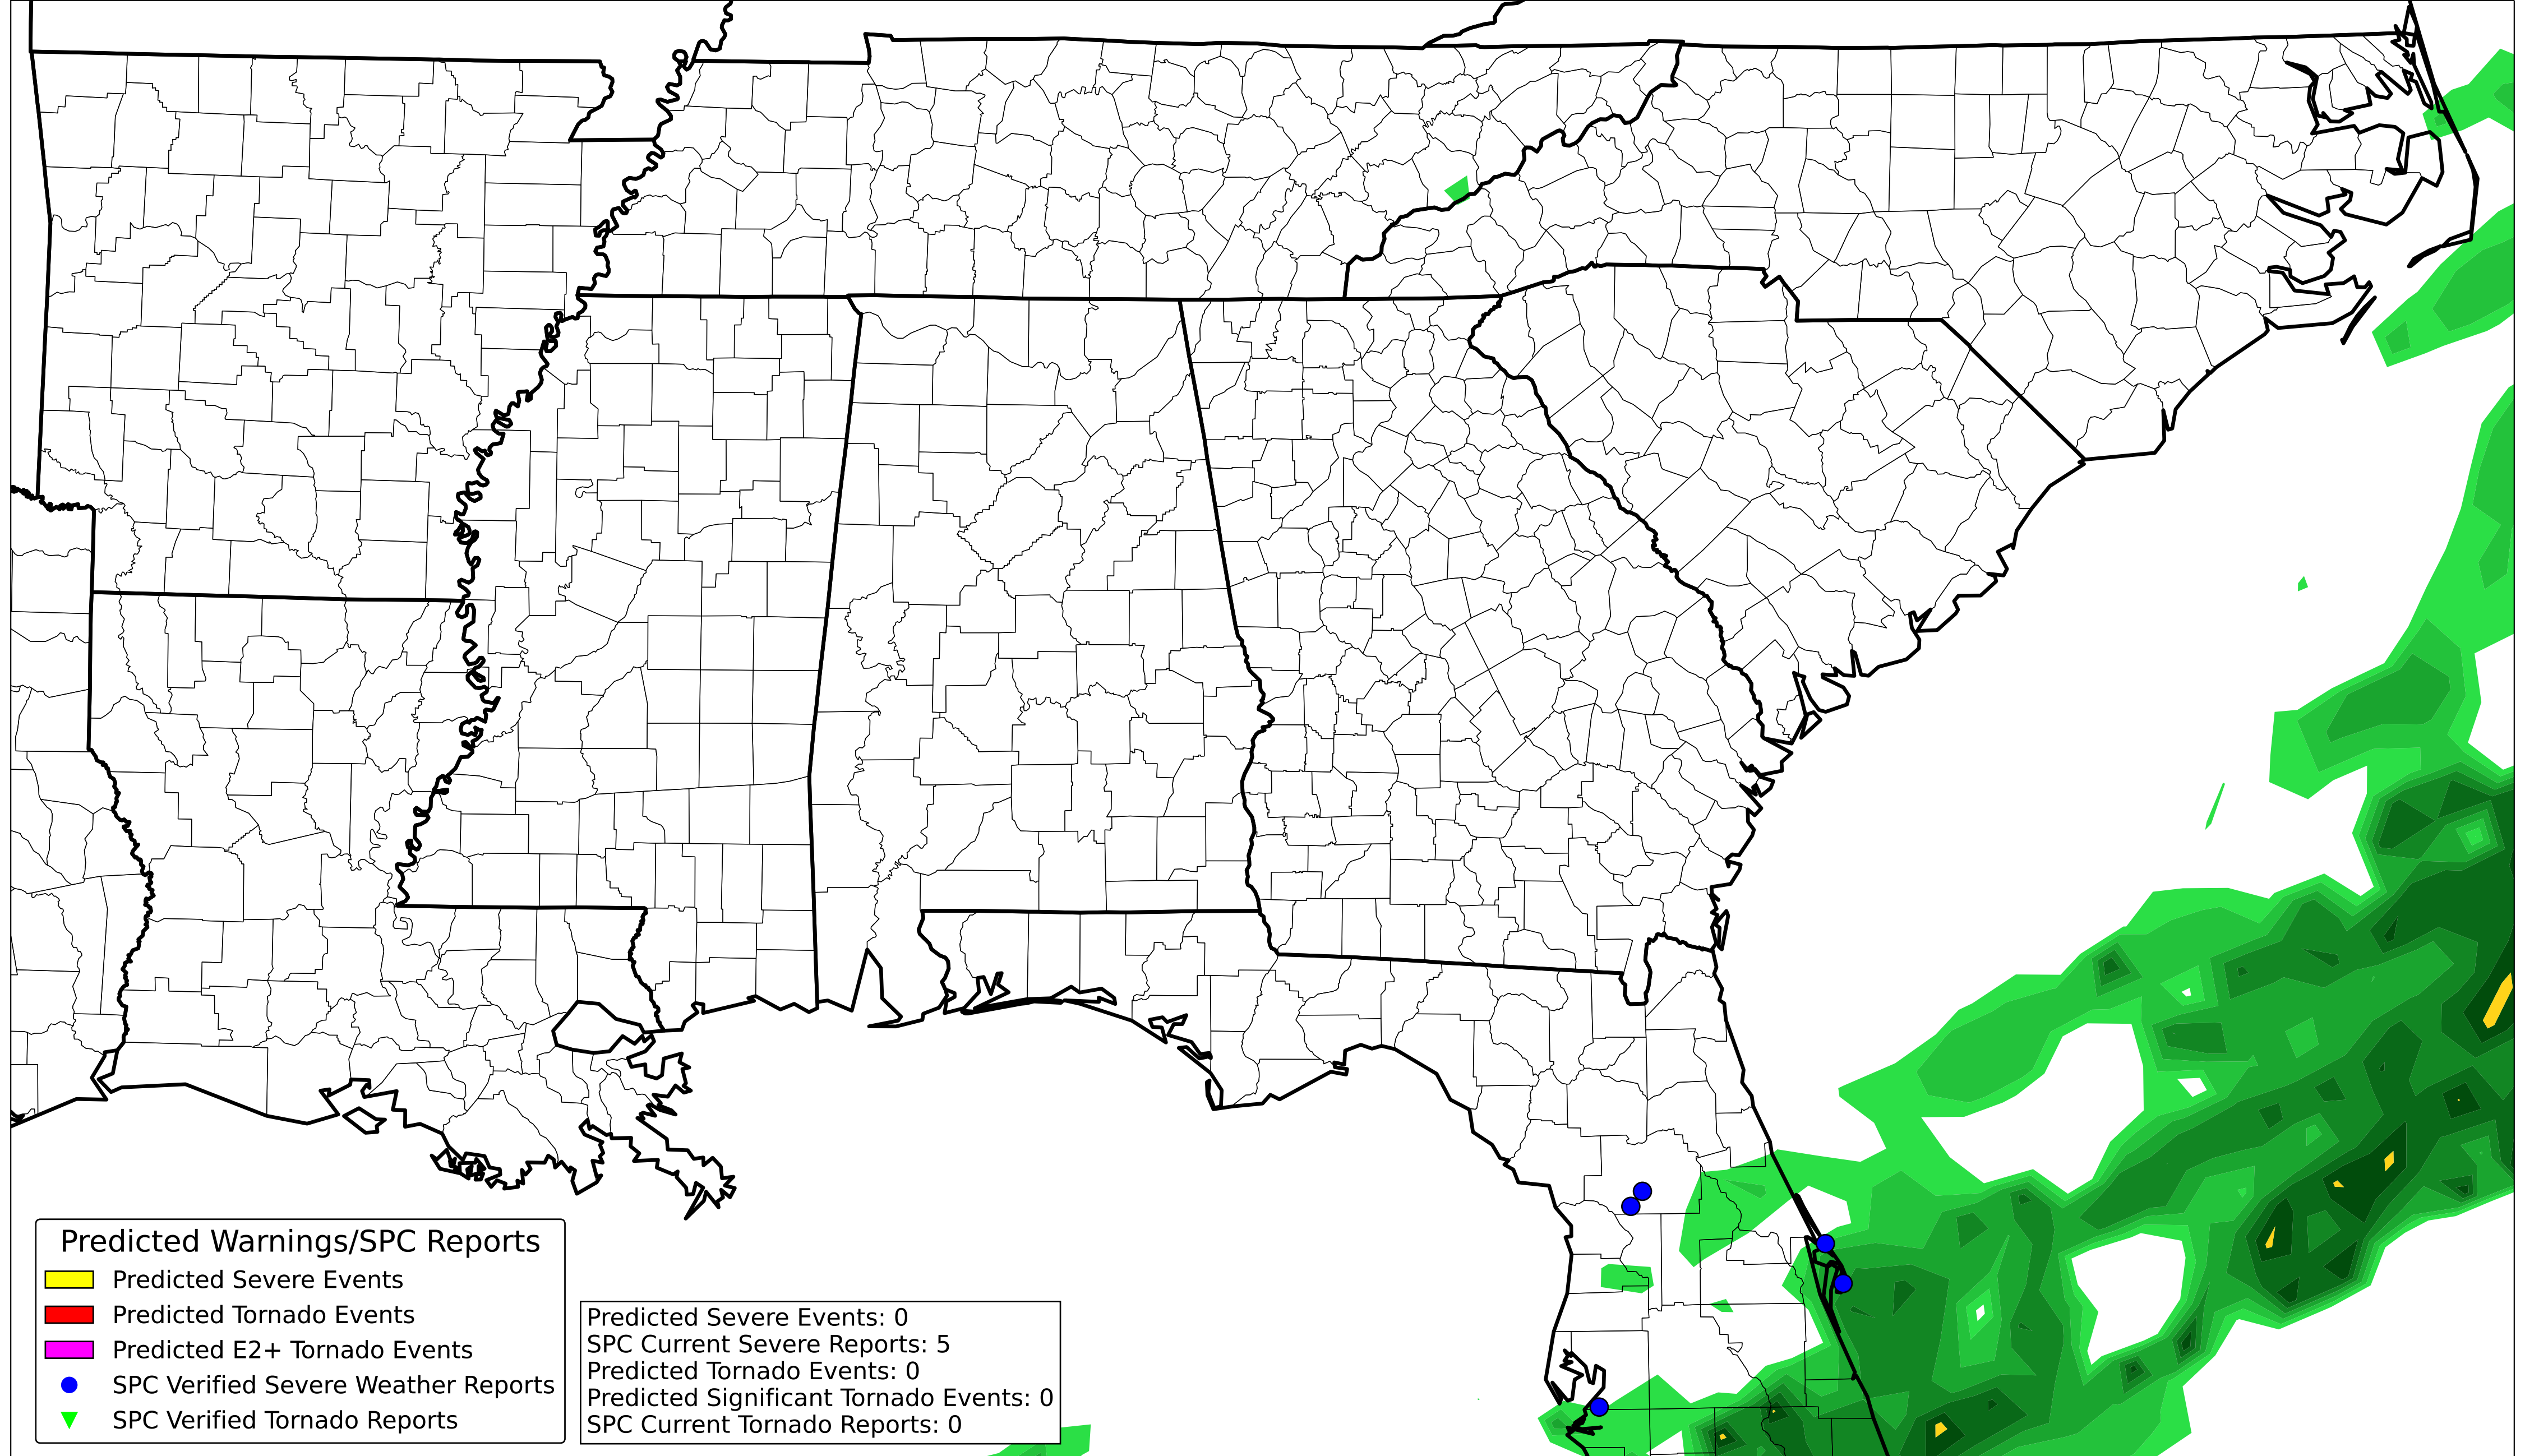 Predicted Warnings/SPC Reports
Predicted Severe Events
Predicted Tornado Events
Predicted E2+ Tornado Events
SPC Verified Severe Weather Reports
SPC Verified Tornado Reports
Predicted Severe Events: 0
SPC Current Severe Reports: 5
Predicted Tornado Events: 0
Predicted Significant Tornado Events: 0
SPC Current Tornado Reports: 0